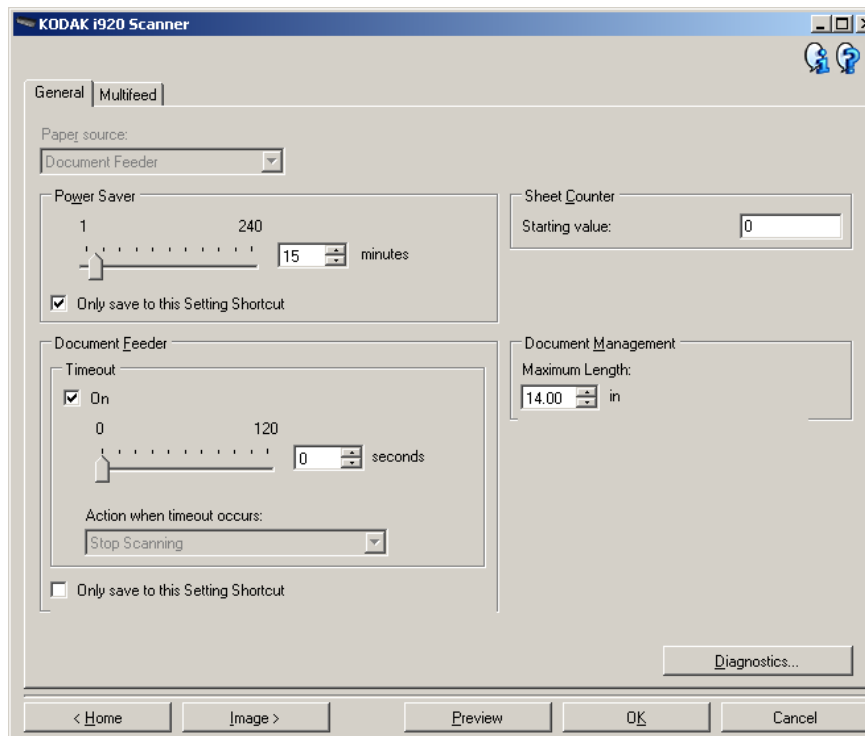 KODAK i920 Scanner
General
Multifeed
Paper source:
Document Feeder
Power Saver
1 240
15 minutes
Only save to this Setting Shortcut
Sheet Counter
Starting value: 0
Document Feeder
Timeout
On
0 120
0 seconds
Action when timeout occurs:
Stop Scanning
Only save to this Setting Shortcut
Document Management
Maximum Length:
14.00 in
Diagnostics...
< Home
Image >
Preview
OK
Cancel